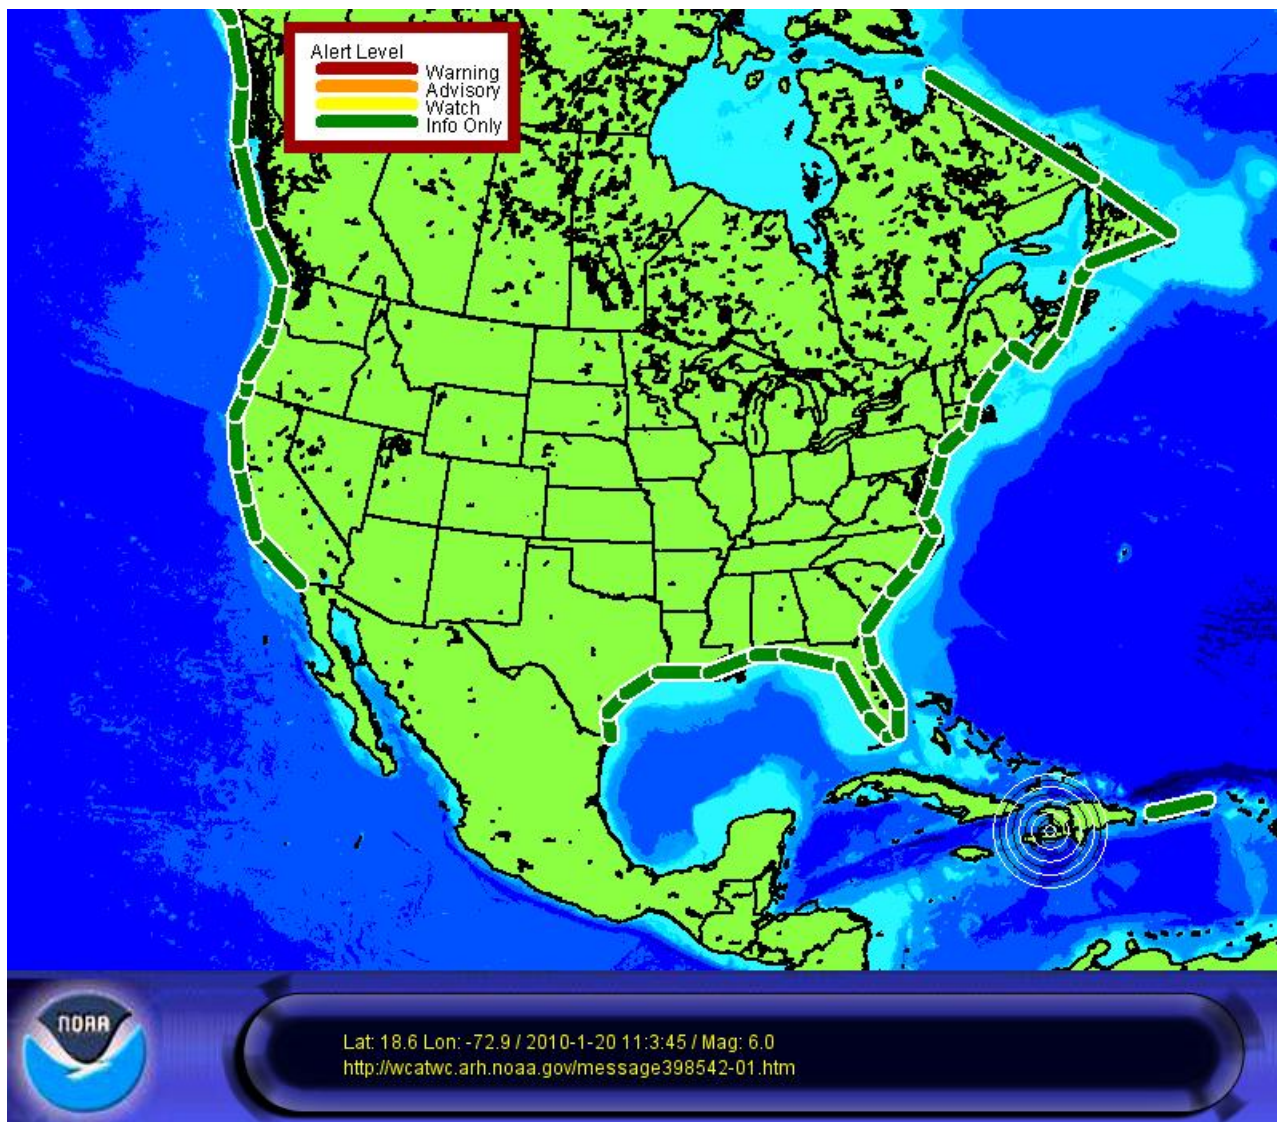 Alert Level
Warning
Advisory
Watch
Info Only
NOAA
Lat: 18.6 Lon: -72.9 / 2010-1-20 11:3:45 / Mag: 6.0
http://wcatwc.arh.noaa.gov/message398542-01.htm